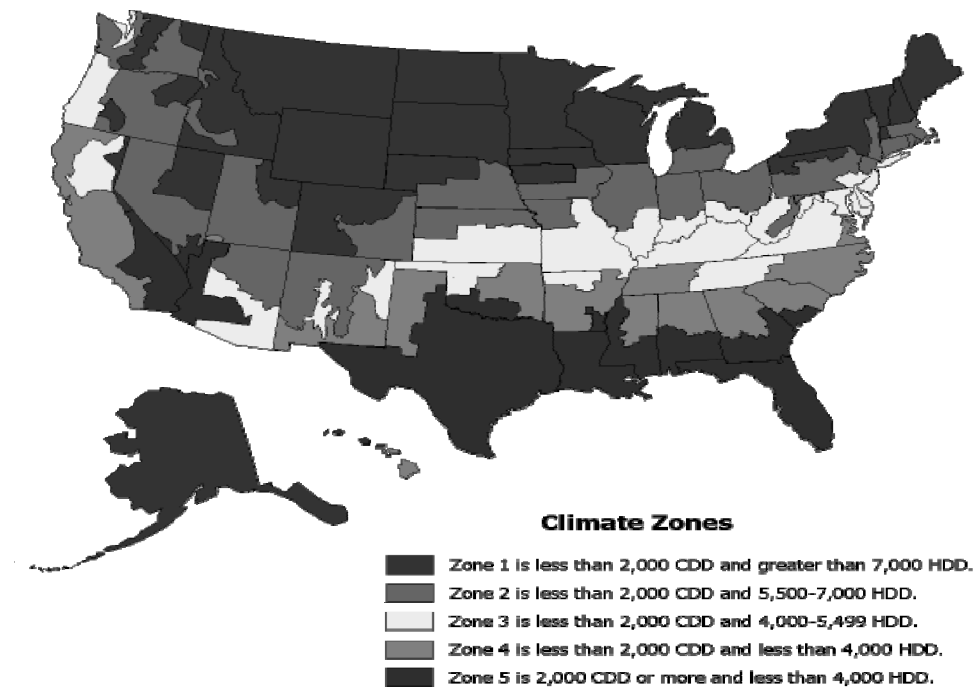 Climate Zones
Zone 1 is less than 2,000 CDD and greater than 7,000 HDD.
Zone 2 is less than 2,000 CDD and 5,500-7,000 HDD.
Zone 3 is less than 2,000 CDD and 4,000-5,499 HDD.
Zone 4 is less than 2,000 CDD and less than 4,000 HDD.
Zone 5 is 2,000 CDD or more and less than 4,000 HDD.